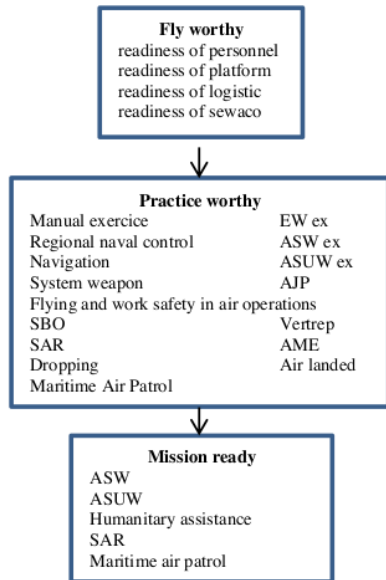 Fly worthy
readiness of personnel
readiness of platform
readiness of logistic
readiness of sewaco
Practice worthy
Manual exercice EW ex
Regional naval control ASW ex
Navigation ASUW ex
System weapon AJP
Flying and work safety in air operations
SBO Vertrep
SAR AME
Dropping Air landed
Maritime Air Patrol
Mission ready
ASW
ASUW
Humanitary assistance
SAR
Maritime air patrol